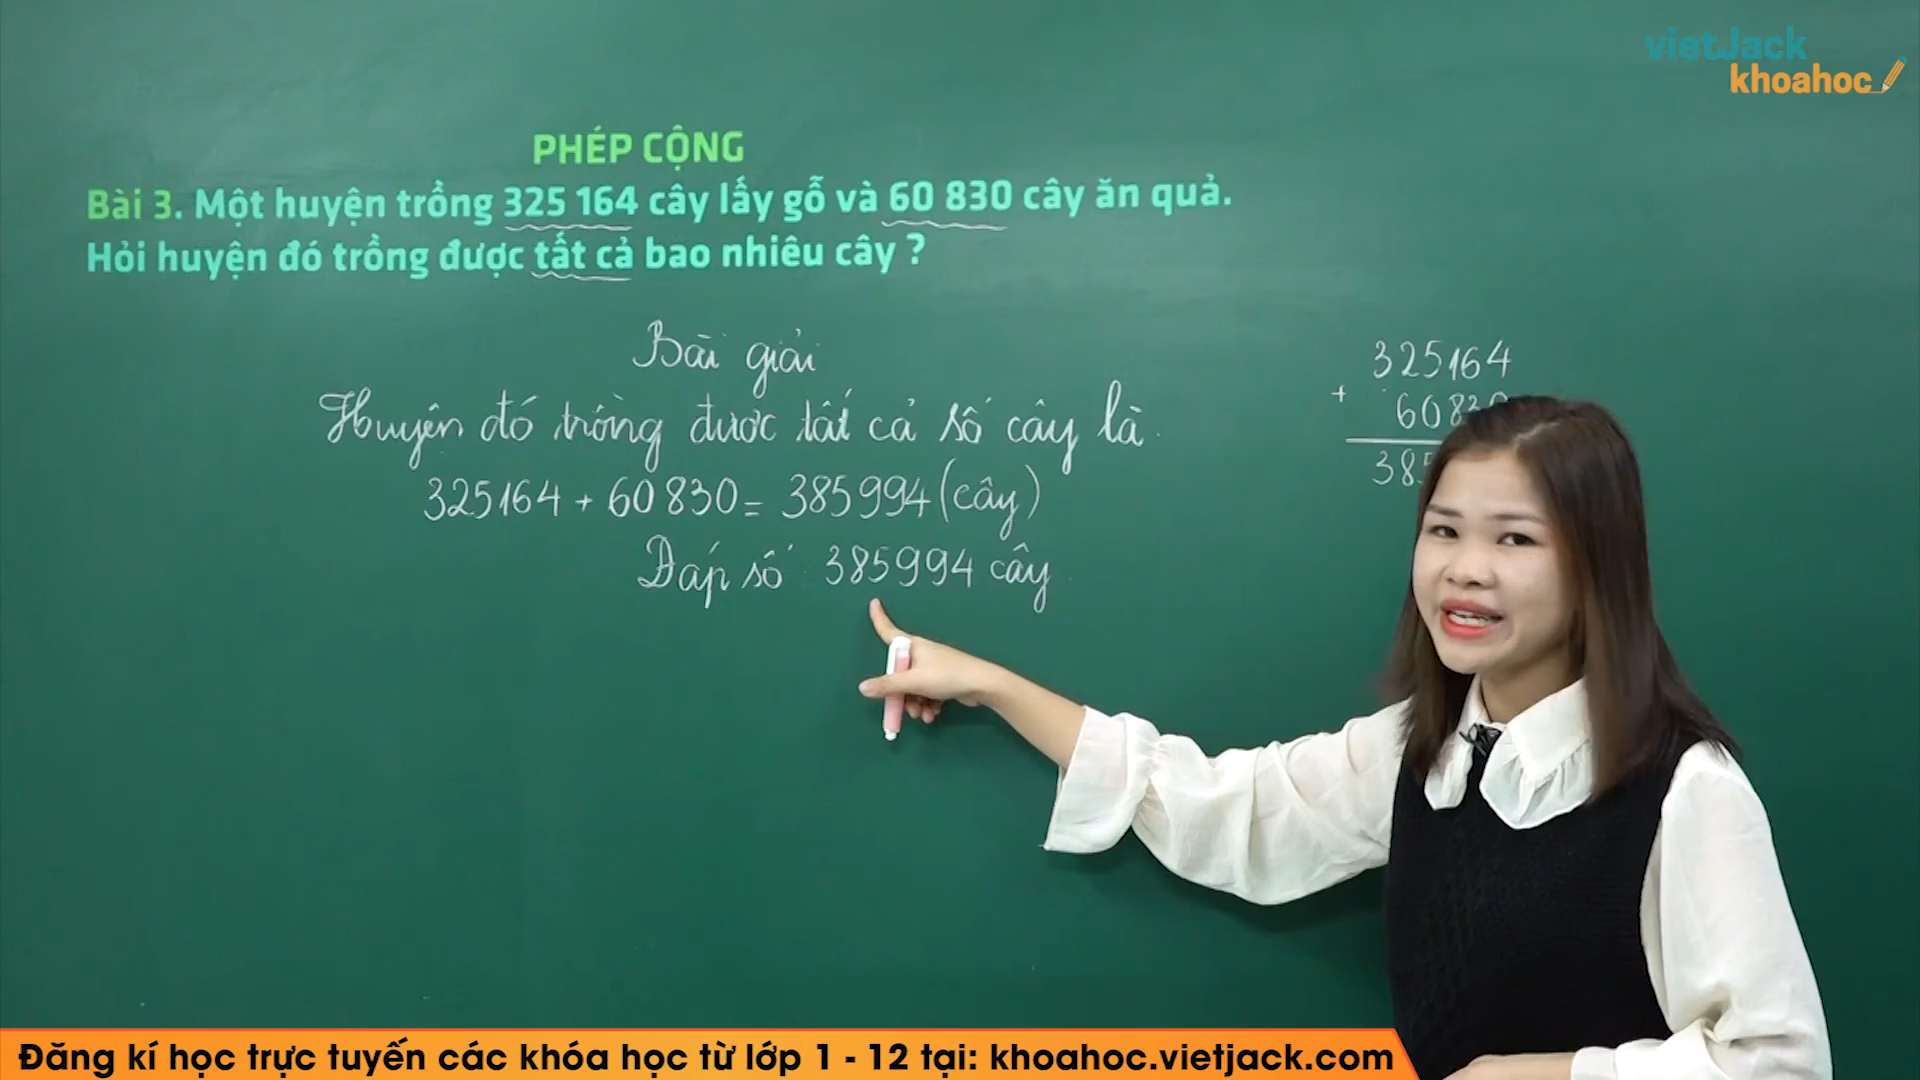 vietJack
khoahoc
PHÉP CỘNG
Bài 3. Một huyện trồng 325 164 cây lấy gỗ và 60 830 cây ăn quả.
Hỏi huyện đó trồng được tất cả bao nhiêu cây ?
Bài giải
Huyện đó trồng được tất cả số cây là
325164 + 60830 = 385994 (cây)
Đáp số 385994 cây
325164
+
6083
385
Đăng kí học trực tuyến các khóa học từ lớp 1 - 12 tại: khoahoc.vietjack.com